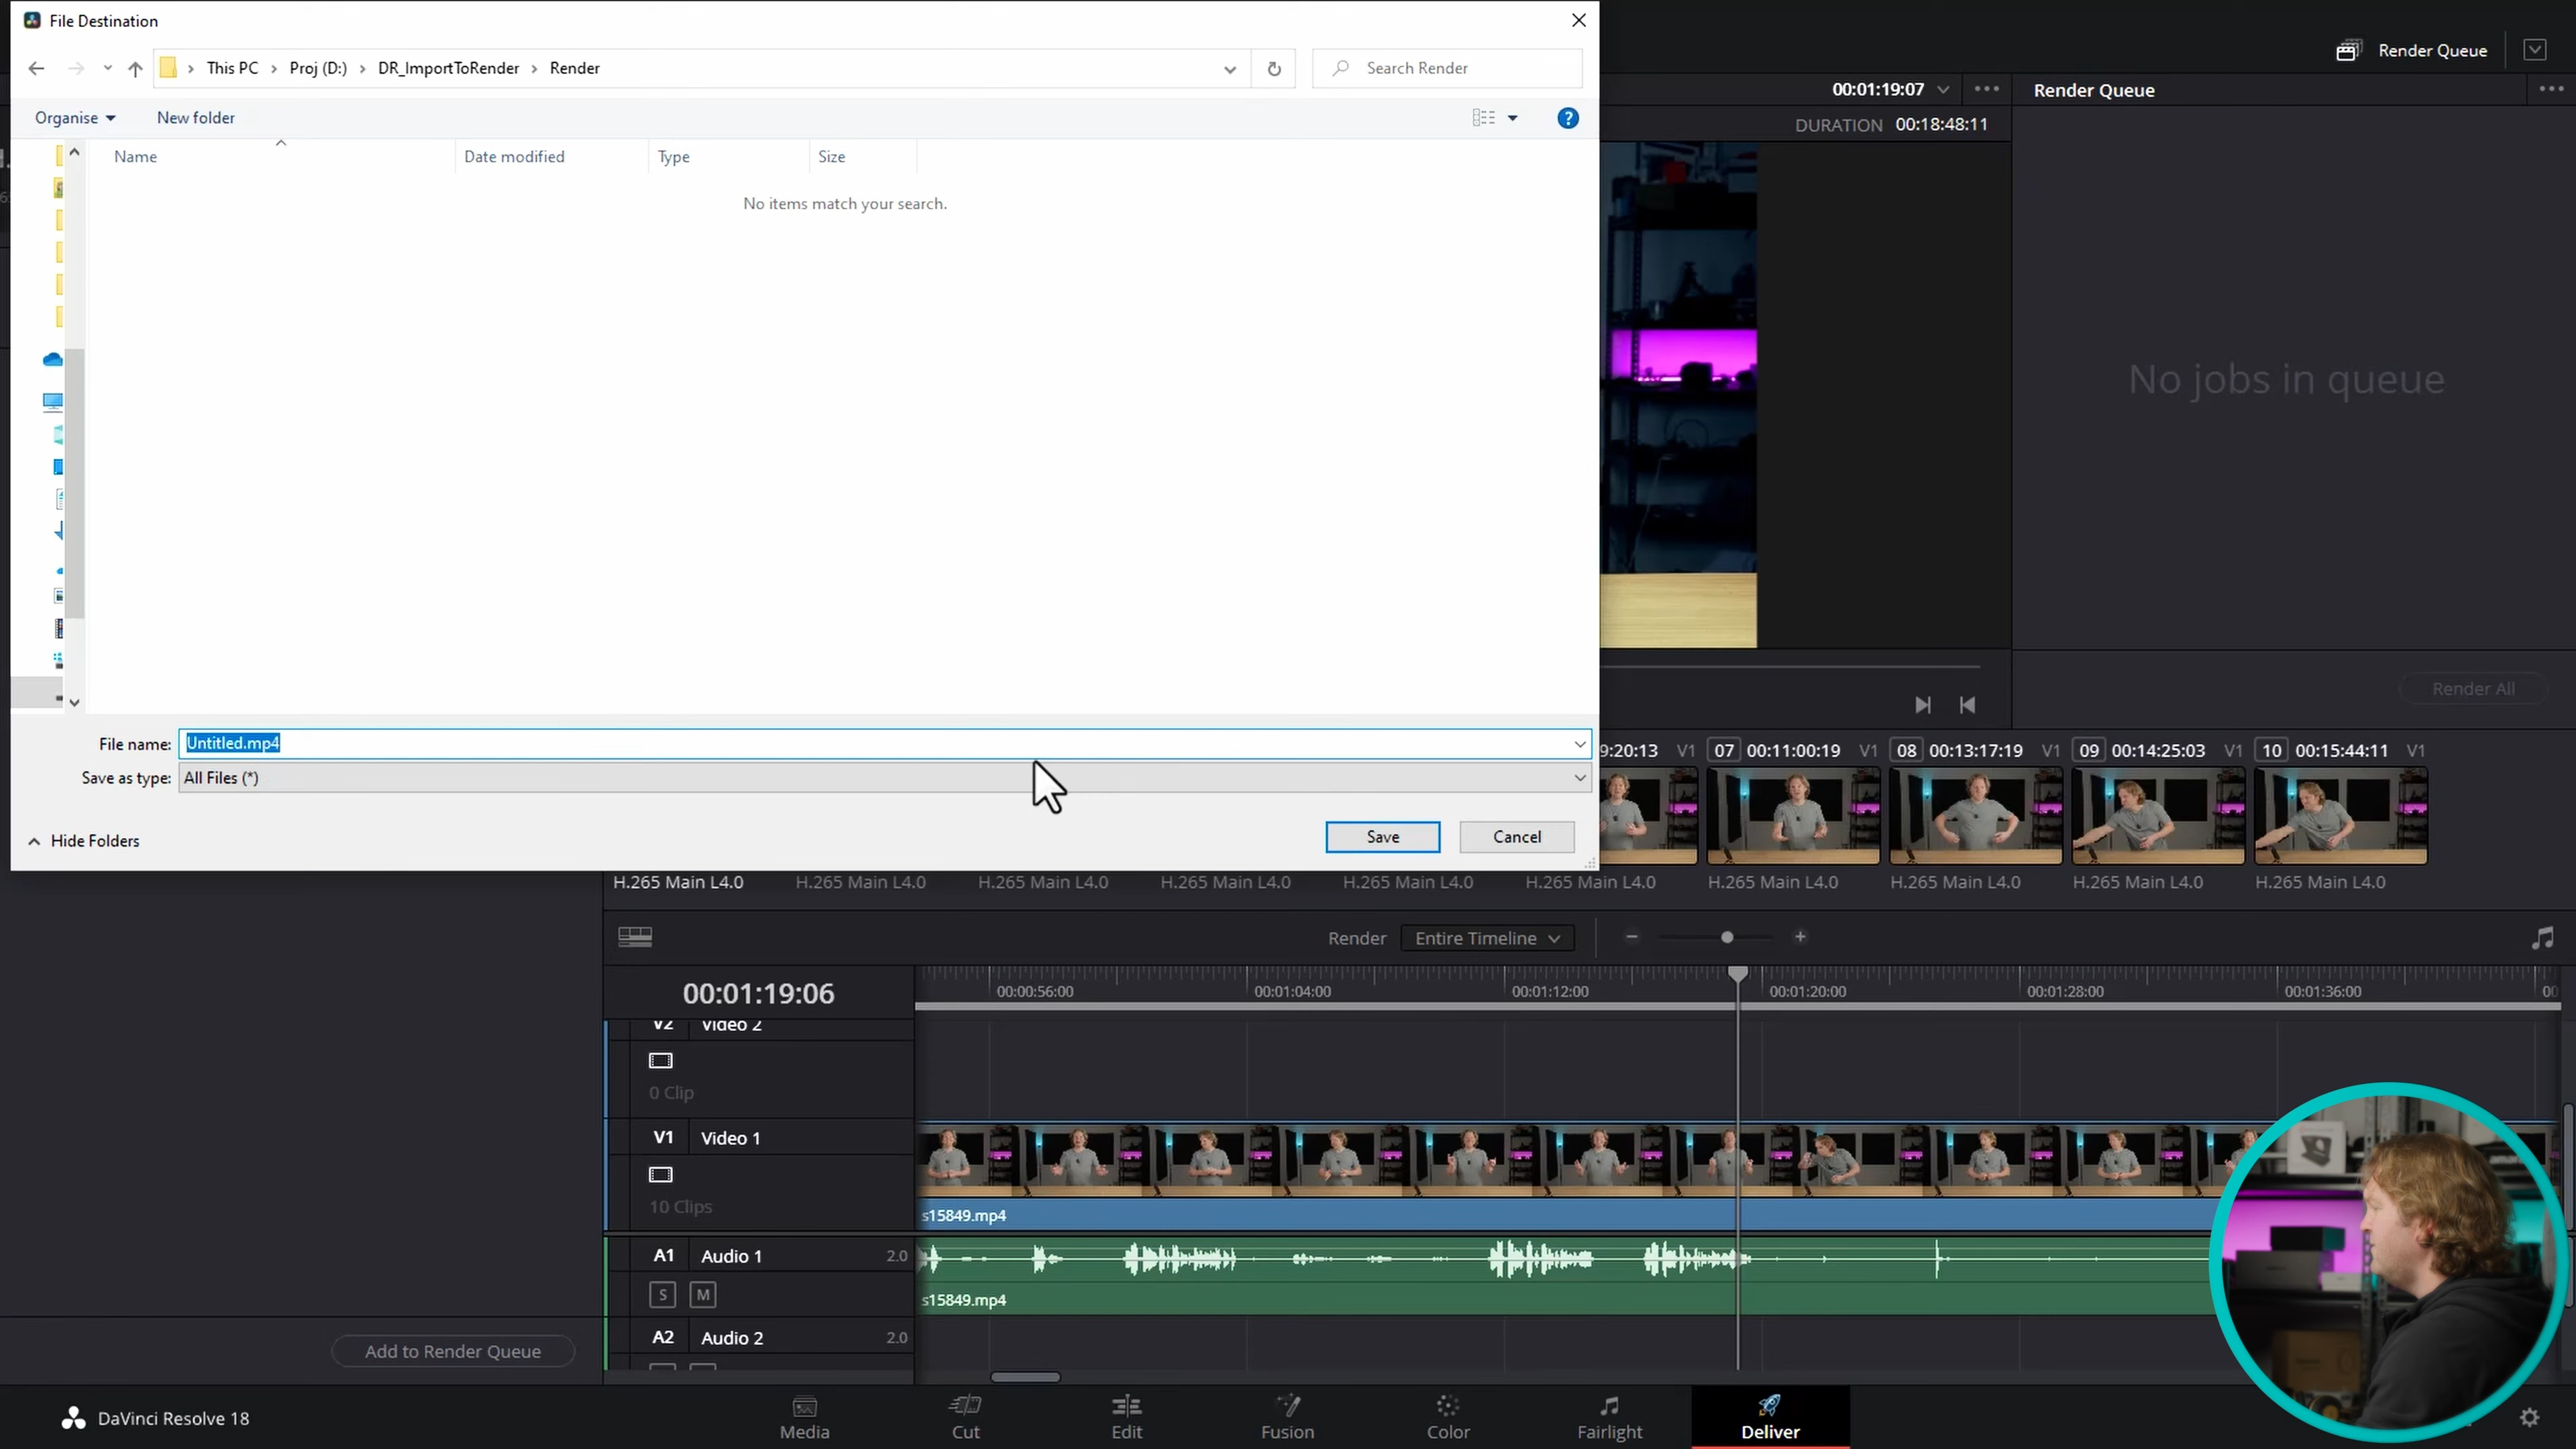 File Destination
This PC > Proj (D:) > DR_ImportToRender > Render
Search Render
Organise
New folder
Name
Date modified
Type
Size
No items match your search.
File name: Untitled.mp4
Save as type: All Files (*)
Hide Folders
Save
Cancel
Render Queue
00:01:19:07
Render Queue
DURATION 00:18:48:11
No jobs in queue
Render All
9:20:13 V1 07 00:11:00:19 V1 08 00:13:17:19 V1 09 00:14:25:03 V1 10 00:15:44:11 V1
H.265 Main L4.0 H.265 Main L4.0 H.265 Main L4.0 H.265 Main L4.0 H.265 Main L4.0 H.265 Main L4.0 H.265 Main L4.0 H.265 Main L4.0 H.265 Main L4.0 H.265 Main L4.0
Render Entire Timeline
00:01:19:06
00:00:56:00 00:01:04:00 00:01:12:00 00:01:20:00 00:01:28:00 00:01:36:00 00
V2 Video 2
0 Clip
V1 Video 1
10 Clips
s15849.mp4
A1 Audio 1 2.0
S M
s15849.mp4
A2 Audio 2 2.0
Add to Render Queue
DaVinci Resolve 18
Media
Cut
Edit
Fusion
Color
Fairlight
Deliver